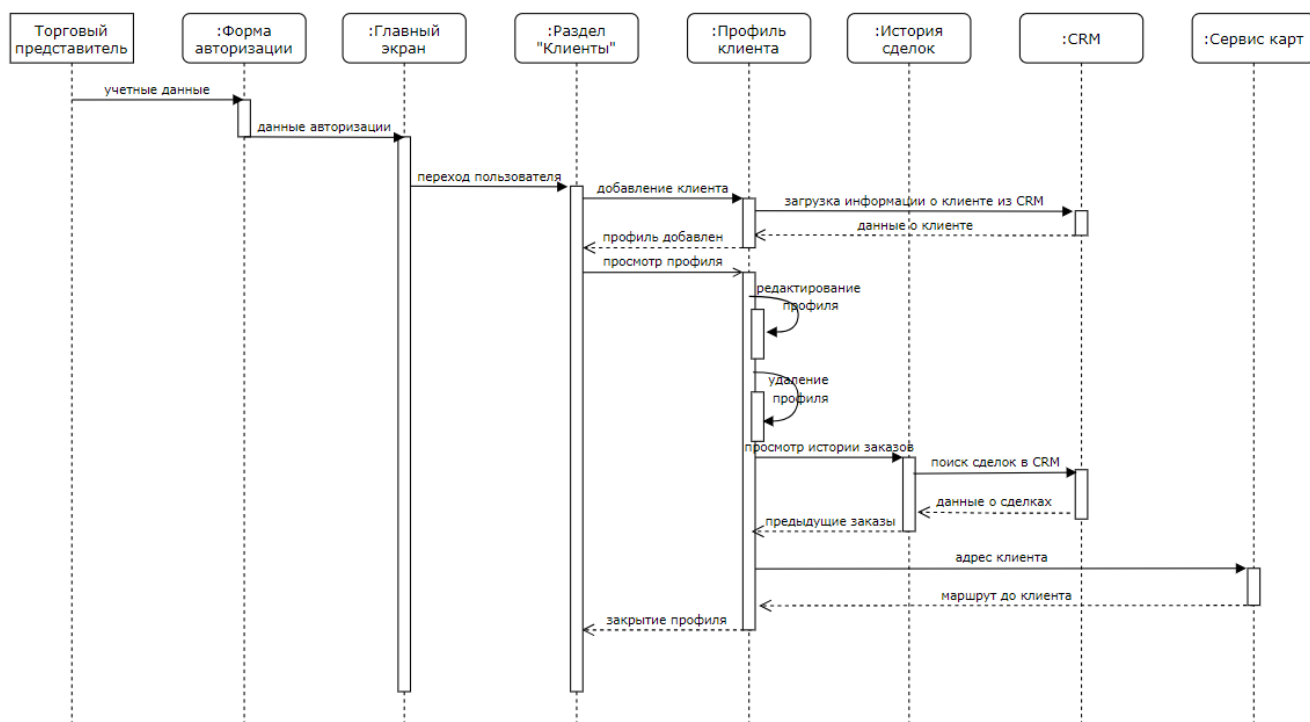 Торговый
представитель
:Форма
авторизации
:Главный
экран
:Раздел
"Клиенты"
:Профиль
клиента
:История
сделок
:CRM
:Сервис карт
учетные данные
данные авторизации
переход пользователя
добавление клиента
загрузка информации о клиенте из CRM
данные о клиенте
профиль добавлен
просмотр профиля
редактирование
профиля
удаление
профиля
просмотр истории заказов
поиск сделок в CRM
данные о сделках
предыдущие заказы
адрес клиента
маршрут до клиента
закрытие профиля